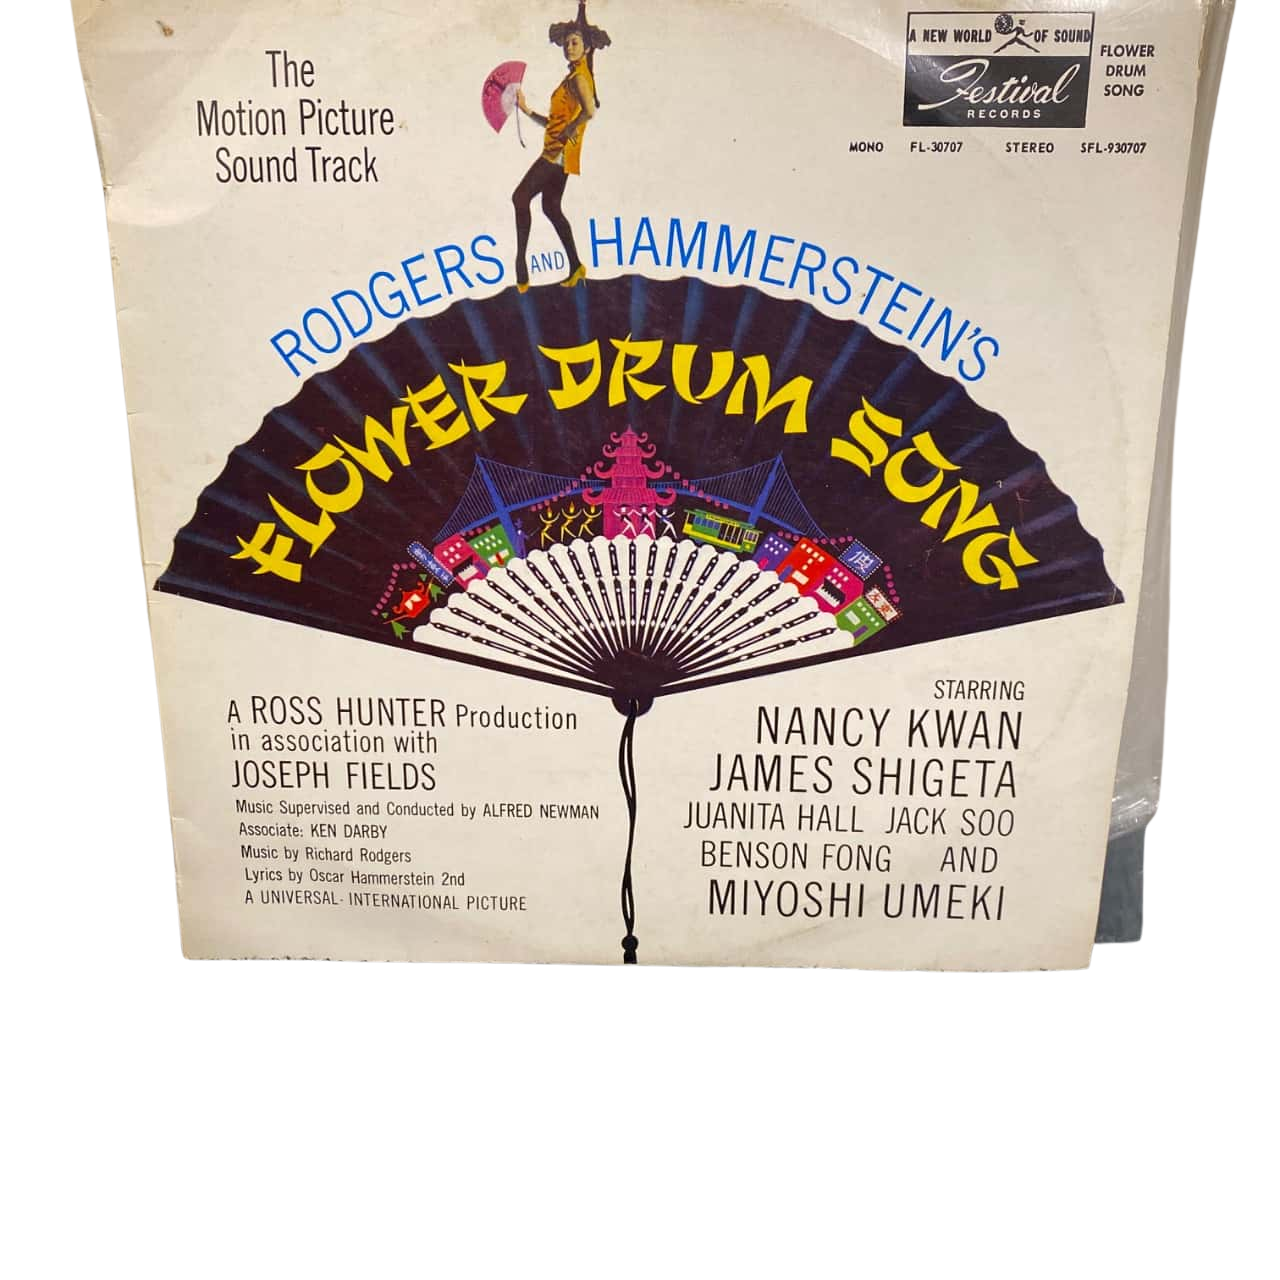 The
Motion Picture
Sound Track
A NEW WORLD OF SOUND
Festival
RECORDS
FLOWER
DRUM
SONG
MONO FL-30707 STEREO SFL-930707
RODGERS AND HAMMERSTEIN'S
FLOWER DRUM SONG
A ROSS HUNTER Production
in association with
JOSEPH FIELDS
Music Supervised and Conducted by ALFRED NEWMAN
Associate: KEN DARBY
Music by Richard Rodgers
Lyrics by Oscar Hammerstein 2nd
A UNIVERSAL-INTERNATIONAL PICTURE
STARRING
NANCY KWAN
JAMES SHIGETA
JUANITA HALL JACK SOO
BENSON FONG AND
MIYOSHI UMEKI